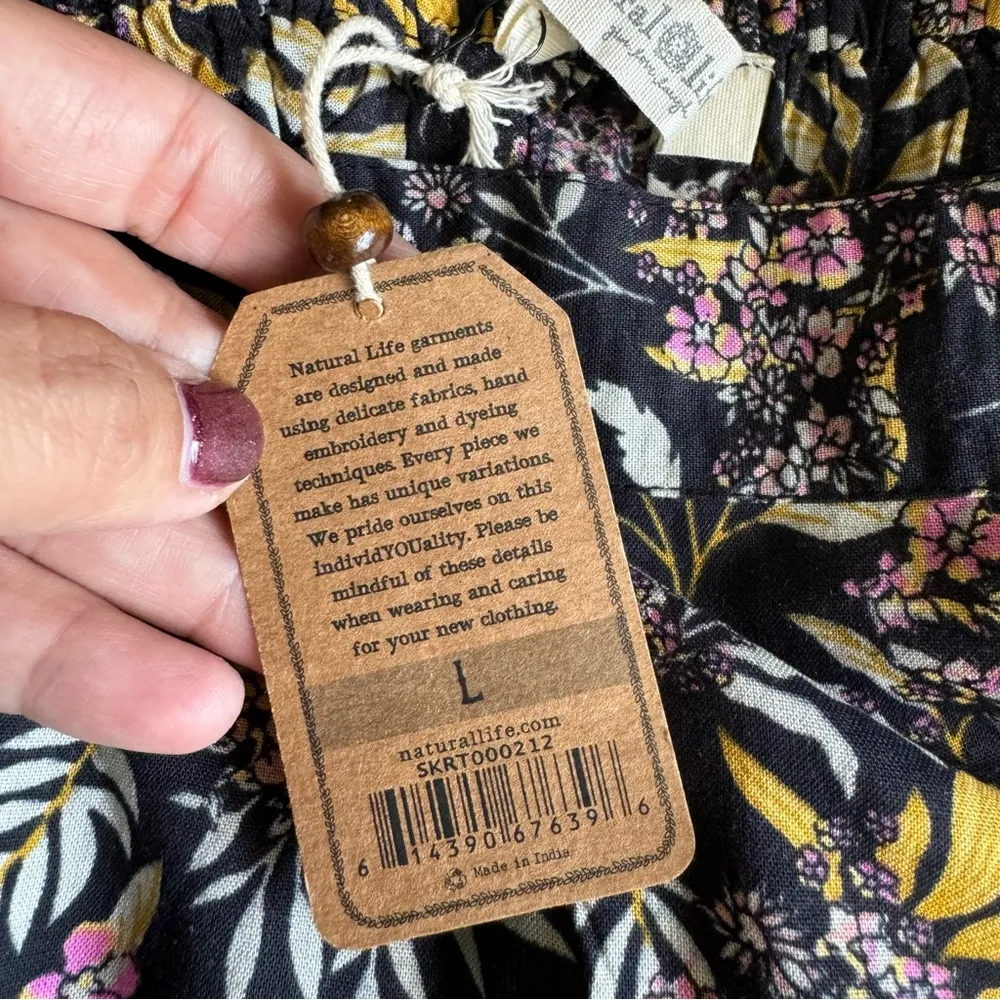 ral Li
Natural Life garments
are designed and made
using delicate fabrics, hand
embroidery and dyeing
techniques. Every piece we
make has unique variations.
We pride ourselves on this
individYOUality. Please be
mindful of these details
when wearing and caring
for your new clothing.
L
naturallife.com
SKRT000212
6 14390 67639 6
Made in India